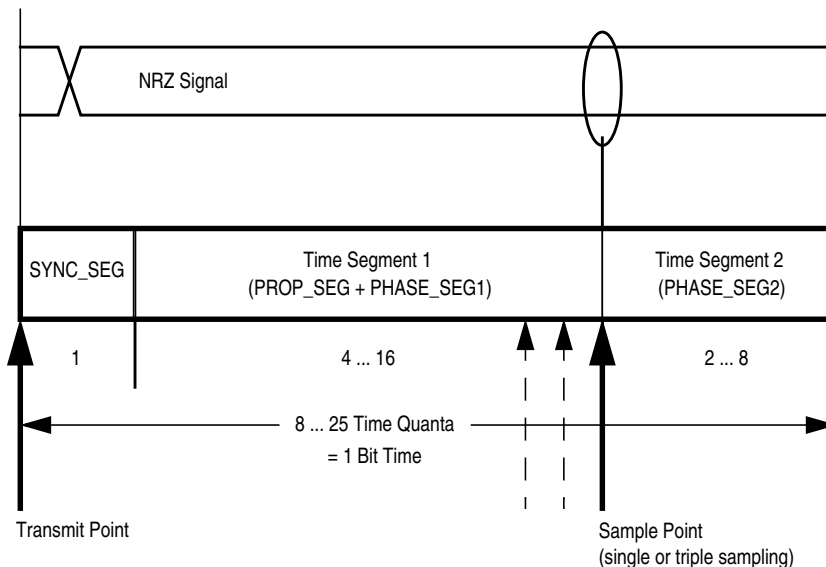 NRZ Signal
SYNC_SEG
Time Segment 1
(PROP_SEG + PHASE_SEG1)
Time Segment 2
(PHASE_SEG2)
1
4 ... 16
2 ... 8
8 ... 25 Time Quanta
= 1 Bit Time
Transmit Point
Sample Point
(single or triple sampling)